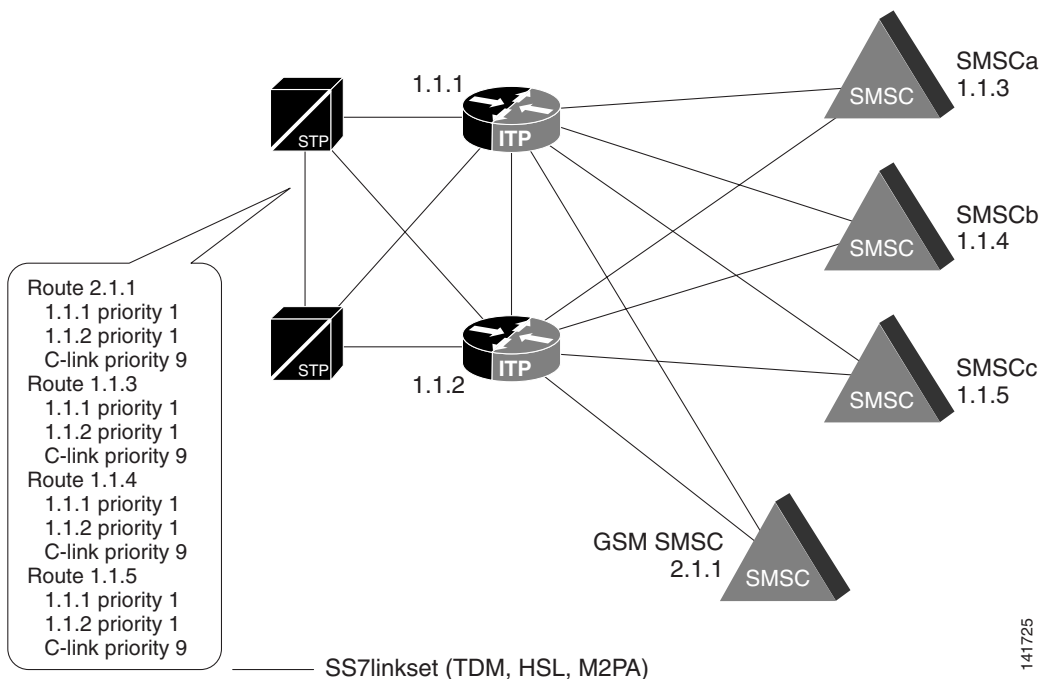 1.1.1
SMSCa
1.1.3
SMSC
STP
ITP
SMSCb
1.1.4
SMSC
Route 2.1.1
1.1.1 priority 1
1.1.2 priority 1
C-link priority 9
Route 1.1.3
1.1.1 priority 1
1.1.2 priority 1
C-link priority 9
Route 1.1.4
1.1.1 priority 1
1.1.2 priority 1
C-link priority 9
Route 1.1.5
1.1.1 priority 1
1.1.2 priority 1
C-link priority 9
STP
ITP
1.1.2
SMSCc
1.1.5
SMSC
GSM SMSC
2.1.1
SMSC
SS7linkset (TDM, HSL, M2PA)
141725